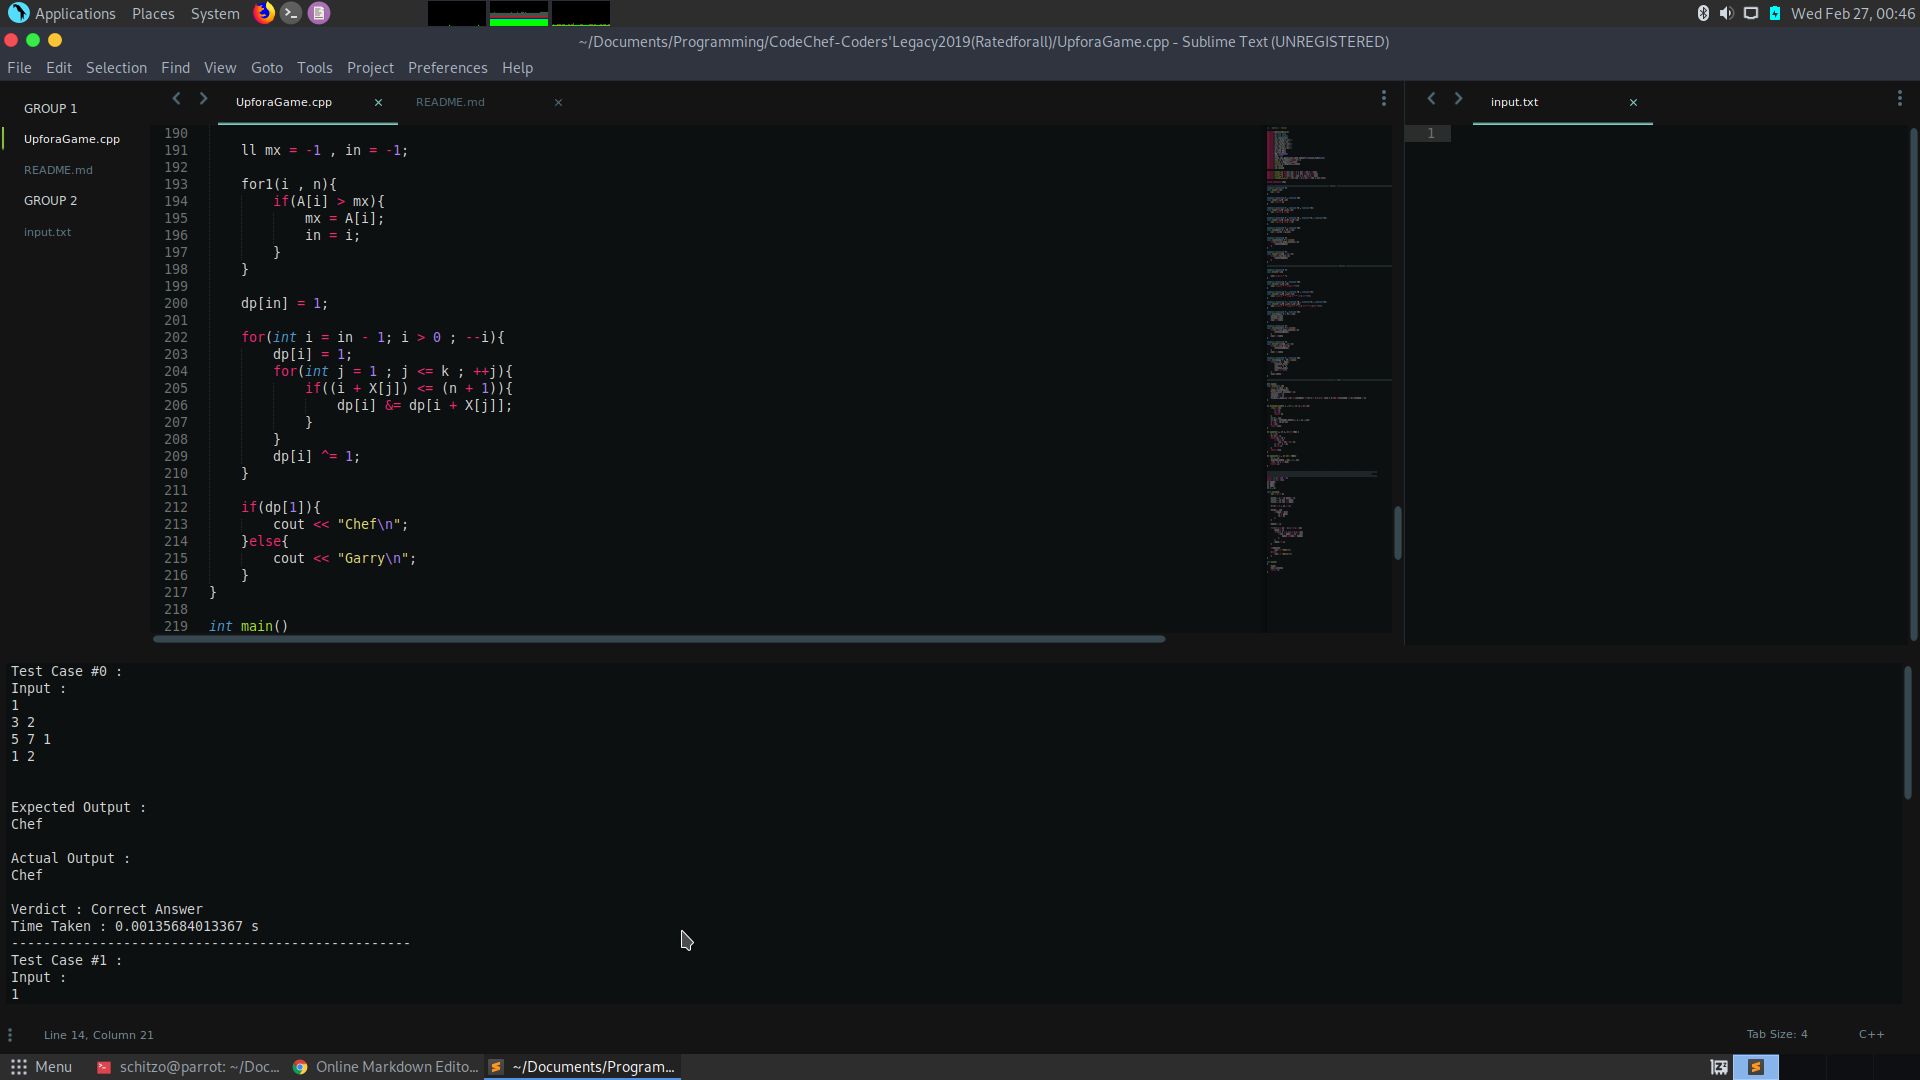 Applications Places System Wed Feb 27, 00:46
~/Documents/Programming/CodeChef-Coders'Legacy2019(Ratedforall)/UpforaGame.cpp - Sublime Text (UNREGISTERED)
File Edit Selection Find View Goto Tools Project Preferences Help
GROUP 1
UpforaGame.cpp
README.md
GROUP 2
input.txt
UpforaGame.cpp × README.md ×
190
191 ll mx = -1 , in = -1;
192
193 for1(i , n){
194 if(A[i] > mx){
195 mx = A[i];
196 in = i;
197 }
198 }
199
200 dp[in] = 1;
201
202 for(int i = in - 1; i > 0 ; --i){
203 dp[i] = 1;
204 for(int j = 1 ; j <= k ; ++j){
205 if((i + X[j]) <= (n + 1)){
206 dp[i] &= dp[i + X[j]];
207 }
208 }
209 dp[i] ^= 1;
210 }
211
212 if(dp[1]){
213 cout << "Chef\n";
214 }else{
215 cout << "Garry\n";
216 }
217 }
218
219 int main()
input.txt ×
1
Test Case #0 :
Input :
1
3 2
5 7 1
1 2
Expected Output :
Chef
Actual Output :
Chef
Verdict : Correct Answer
Time Taken : 0.00135684013367 s
--------------------------------------------------
Test Case #1 :
Input :
1
Line 14, Column 21 Tab Size: 4 C++
Menu schitzo@parrot: ~/Doc... Online Markdown Edito... ~/Documents/Program...